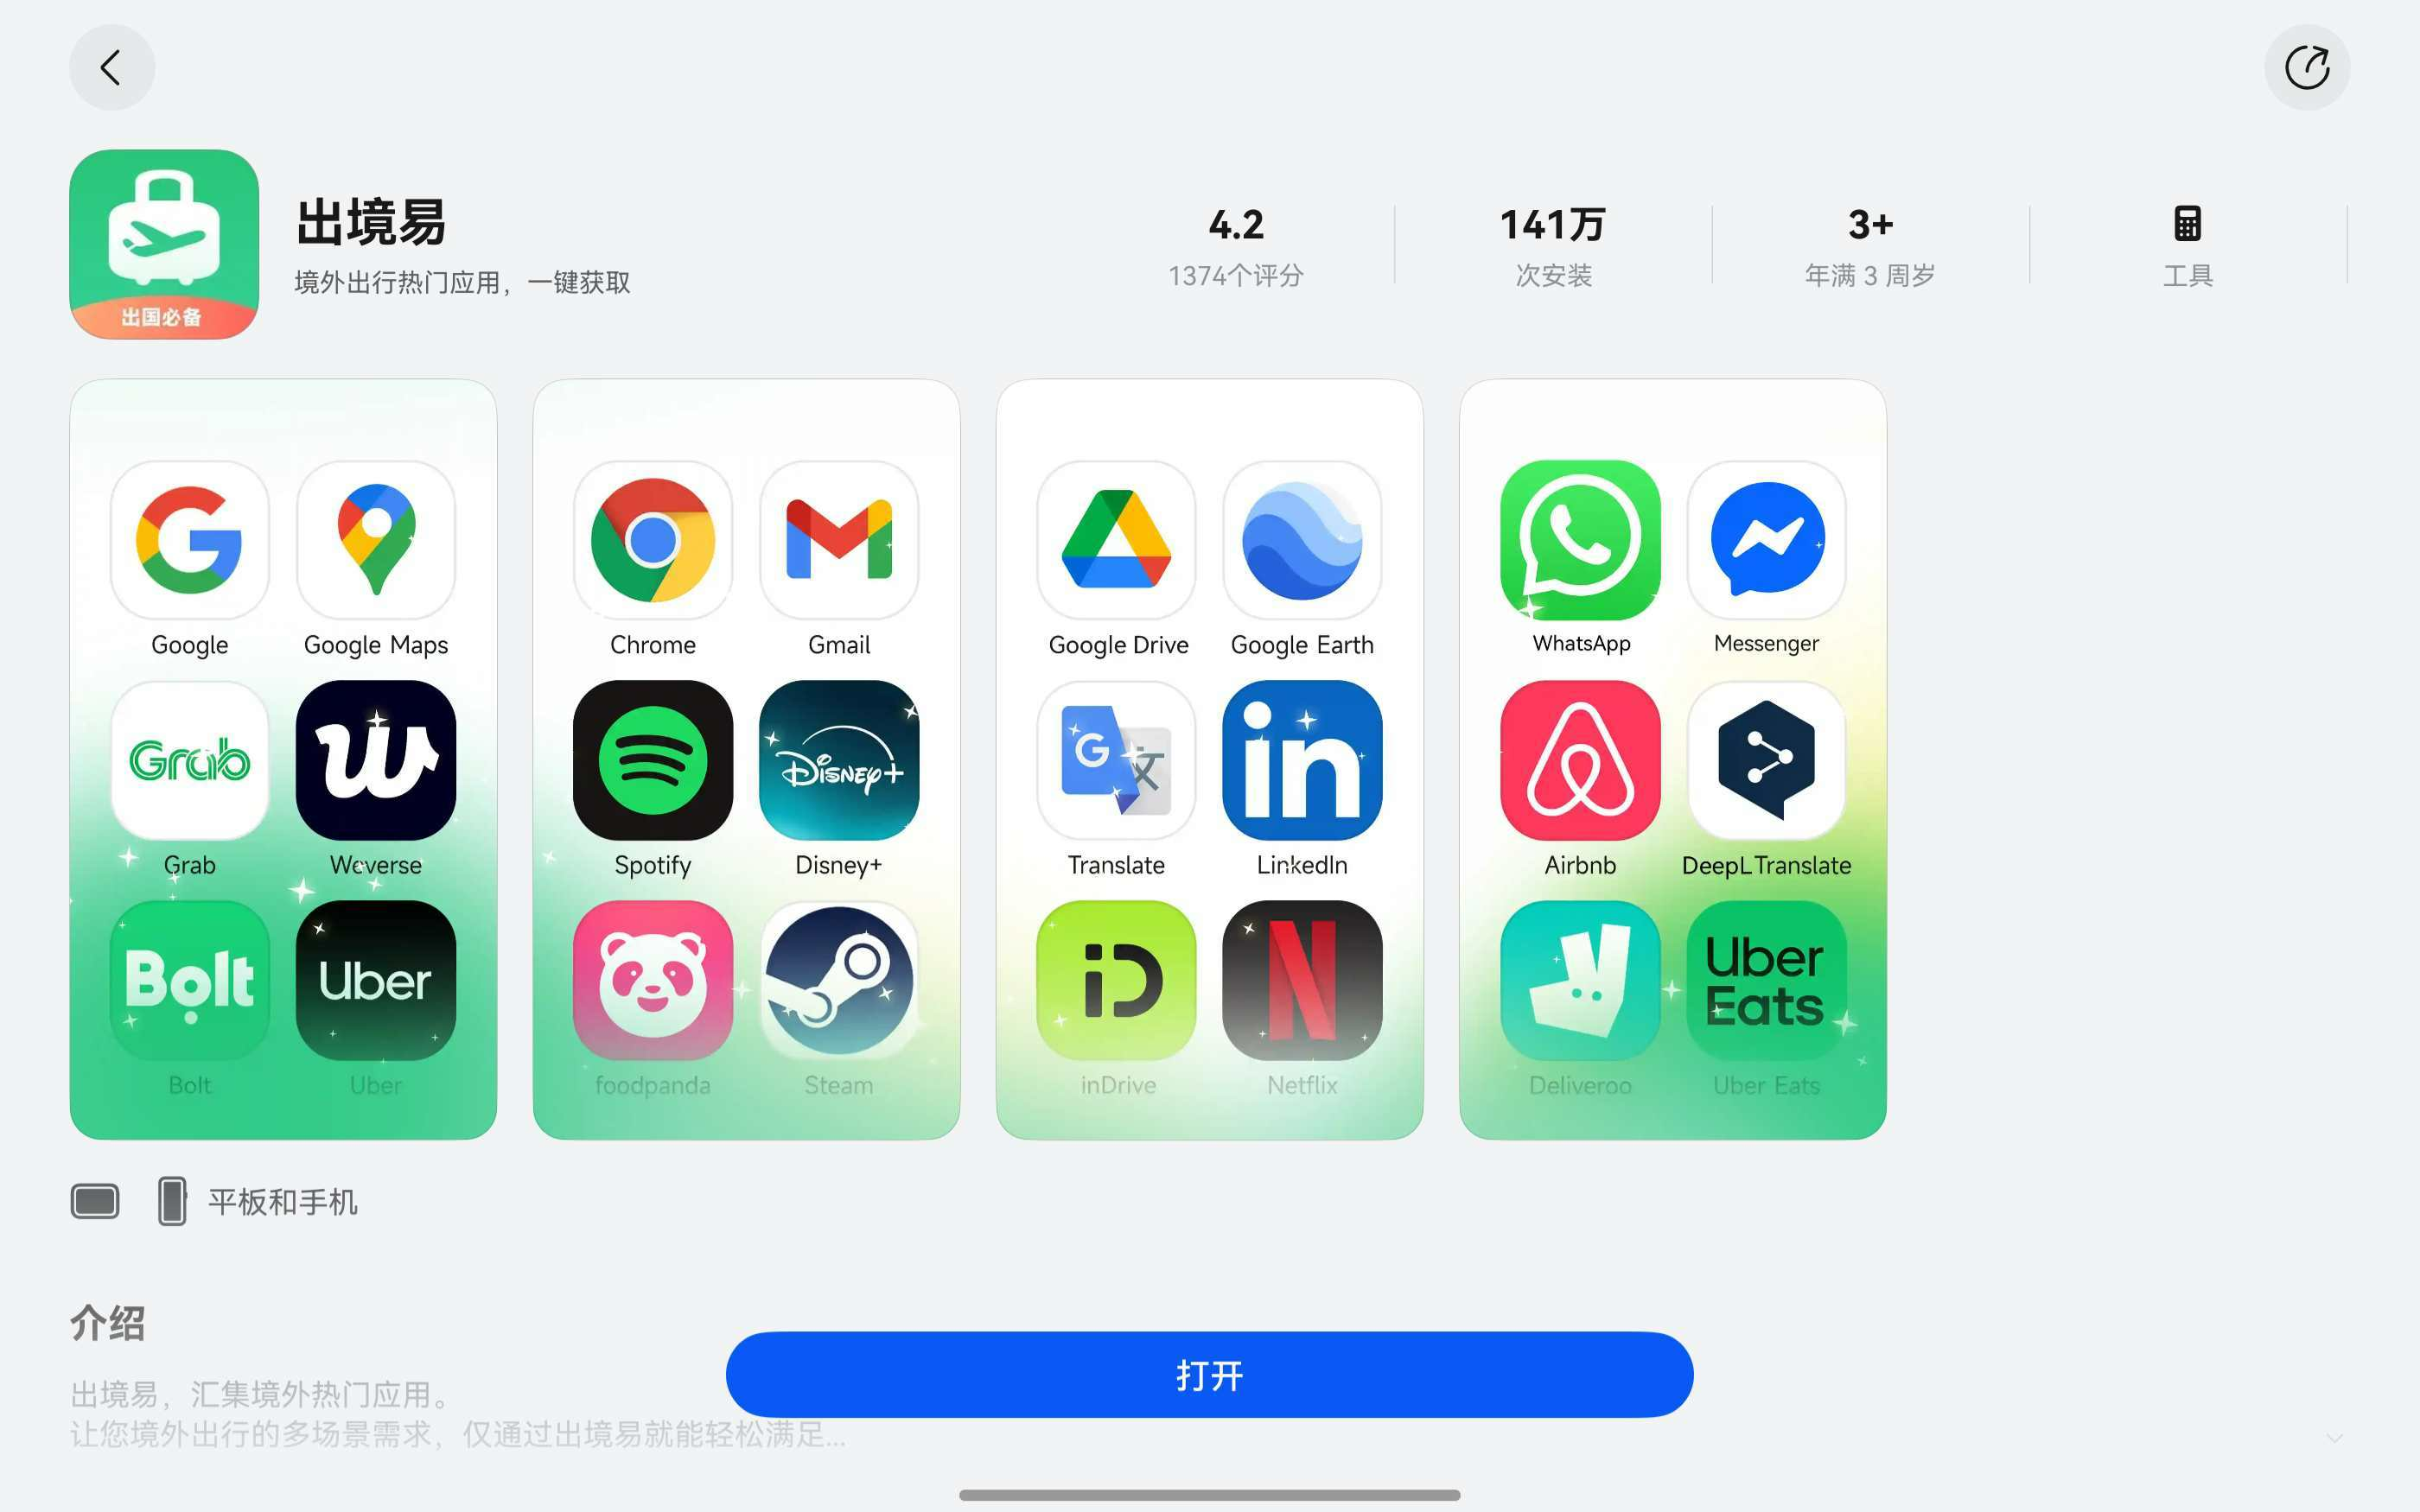 出境易
境外出行热门应用，一键获取
出国必备
4.2
1374个评分
141万
次安装
3+
年满 3 周岁
工具
Google
Google Maps
Grab
Grab
Weverse
Bolt
Uber
Bolt
Uber
Chrome
Gmail
Disney+
Spotify
Disney+
foodpanda
Steam
Google Drive
Google Earth
G 文
in
Translate
LinkedIn
iD
N
inDrive
Netflix
WhatsApp
Messenger
Airbnb
DeepL Translate
Uber
Eats
Deliveroo
Uber Eats
平板和手机
介绍
出境易，汇集境外热门应用。
让您境外出行的多场景需求，仅通过出境易就能轻松满足...
打开